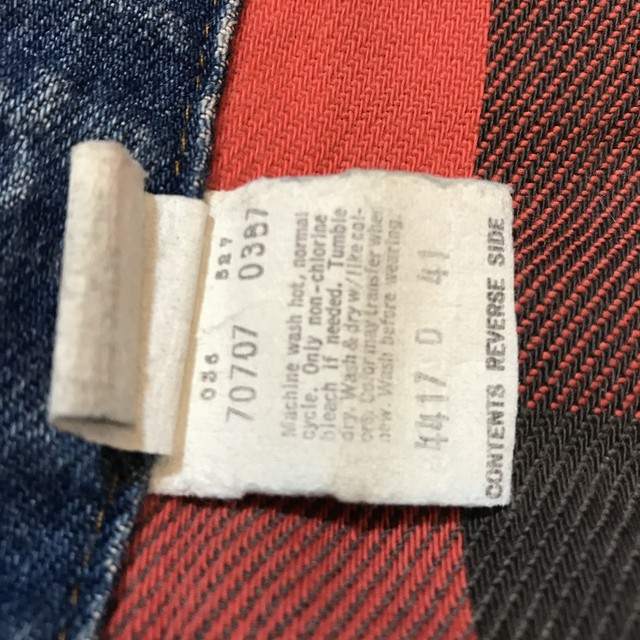 036 527
70707 0387
Machine wash hot, normal
cycle. Only non-chlorine
bleach if needed. Tumble
dry. Wash & dry w/like col-
ors. Color may transfer when
new. Wash before wearing.
4417 D 41
CONTENTS REVERSE SIDE